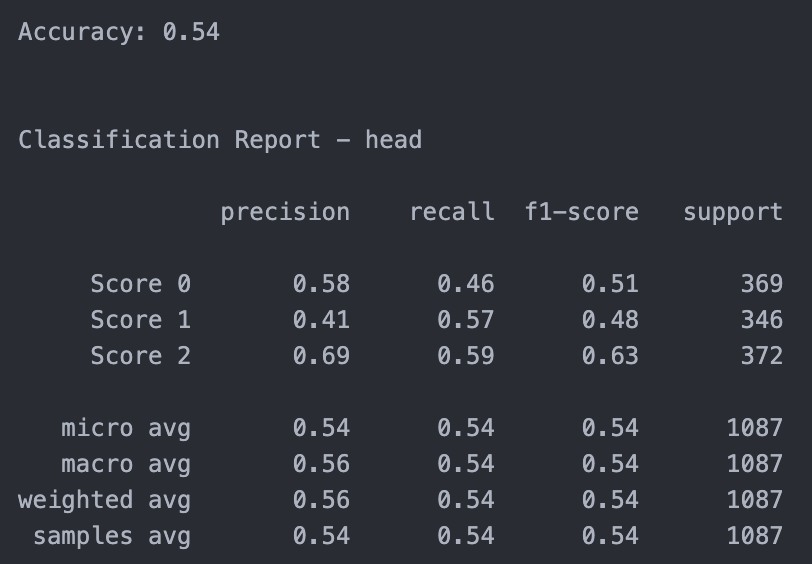 Accuracy: 0.54
Classification Report - head
precision recall f1-score support
Score 0 0.58 0.46 0.51 369
Score 1 0.41 0.57 0.48 346
Score 2 0.69 0.59 0.63 372
micro avg 0.54 0.54 0.54 1087
macro avg 0.56 0.54 0.54 1087
weighted avg 0.56 0.54 0.54 1087
samples avg 0.54 0.54 0.54 1087